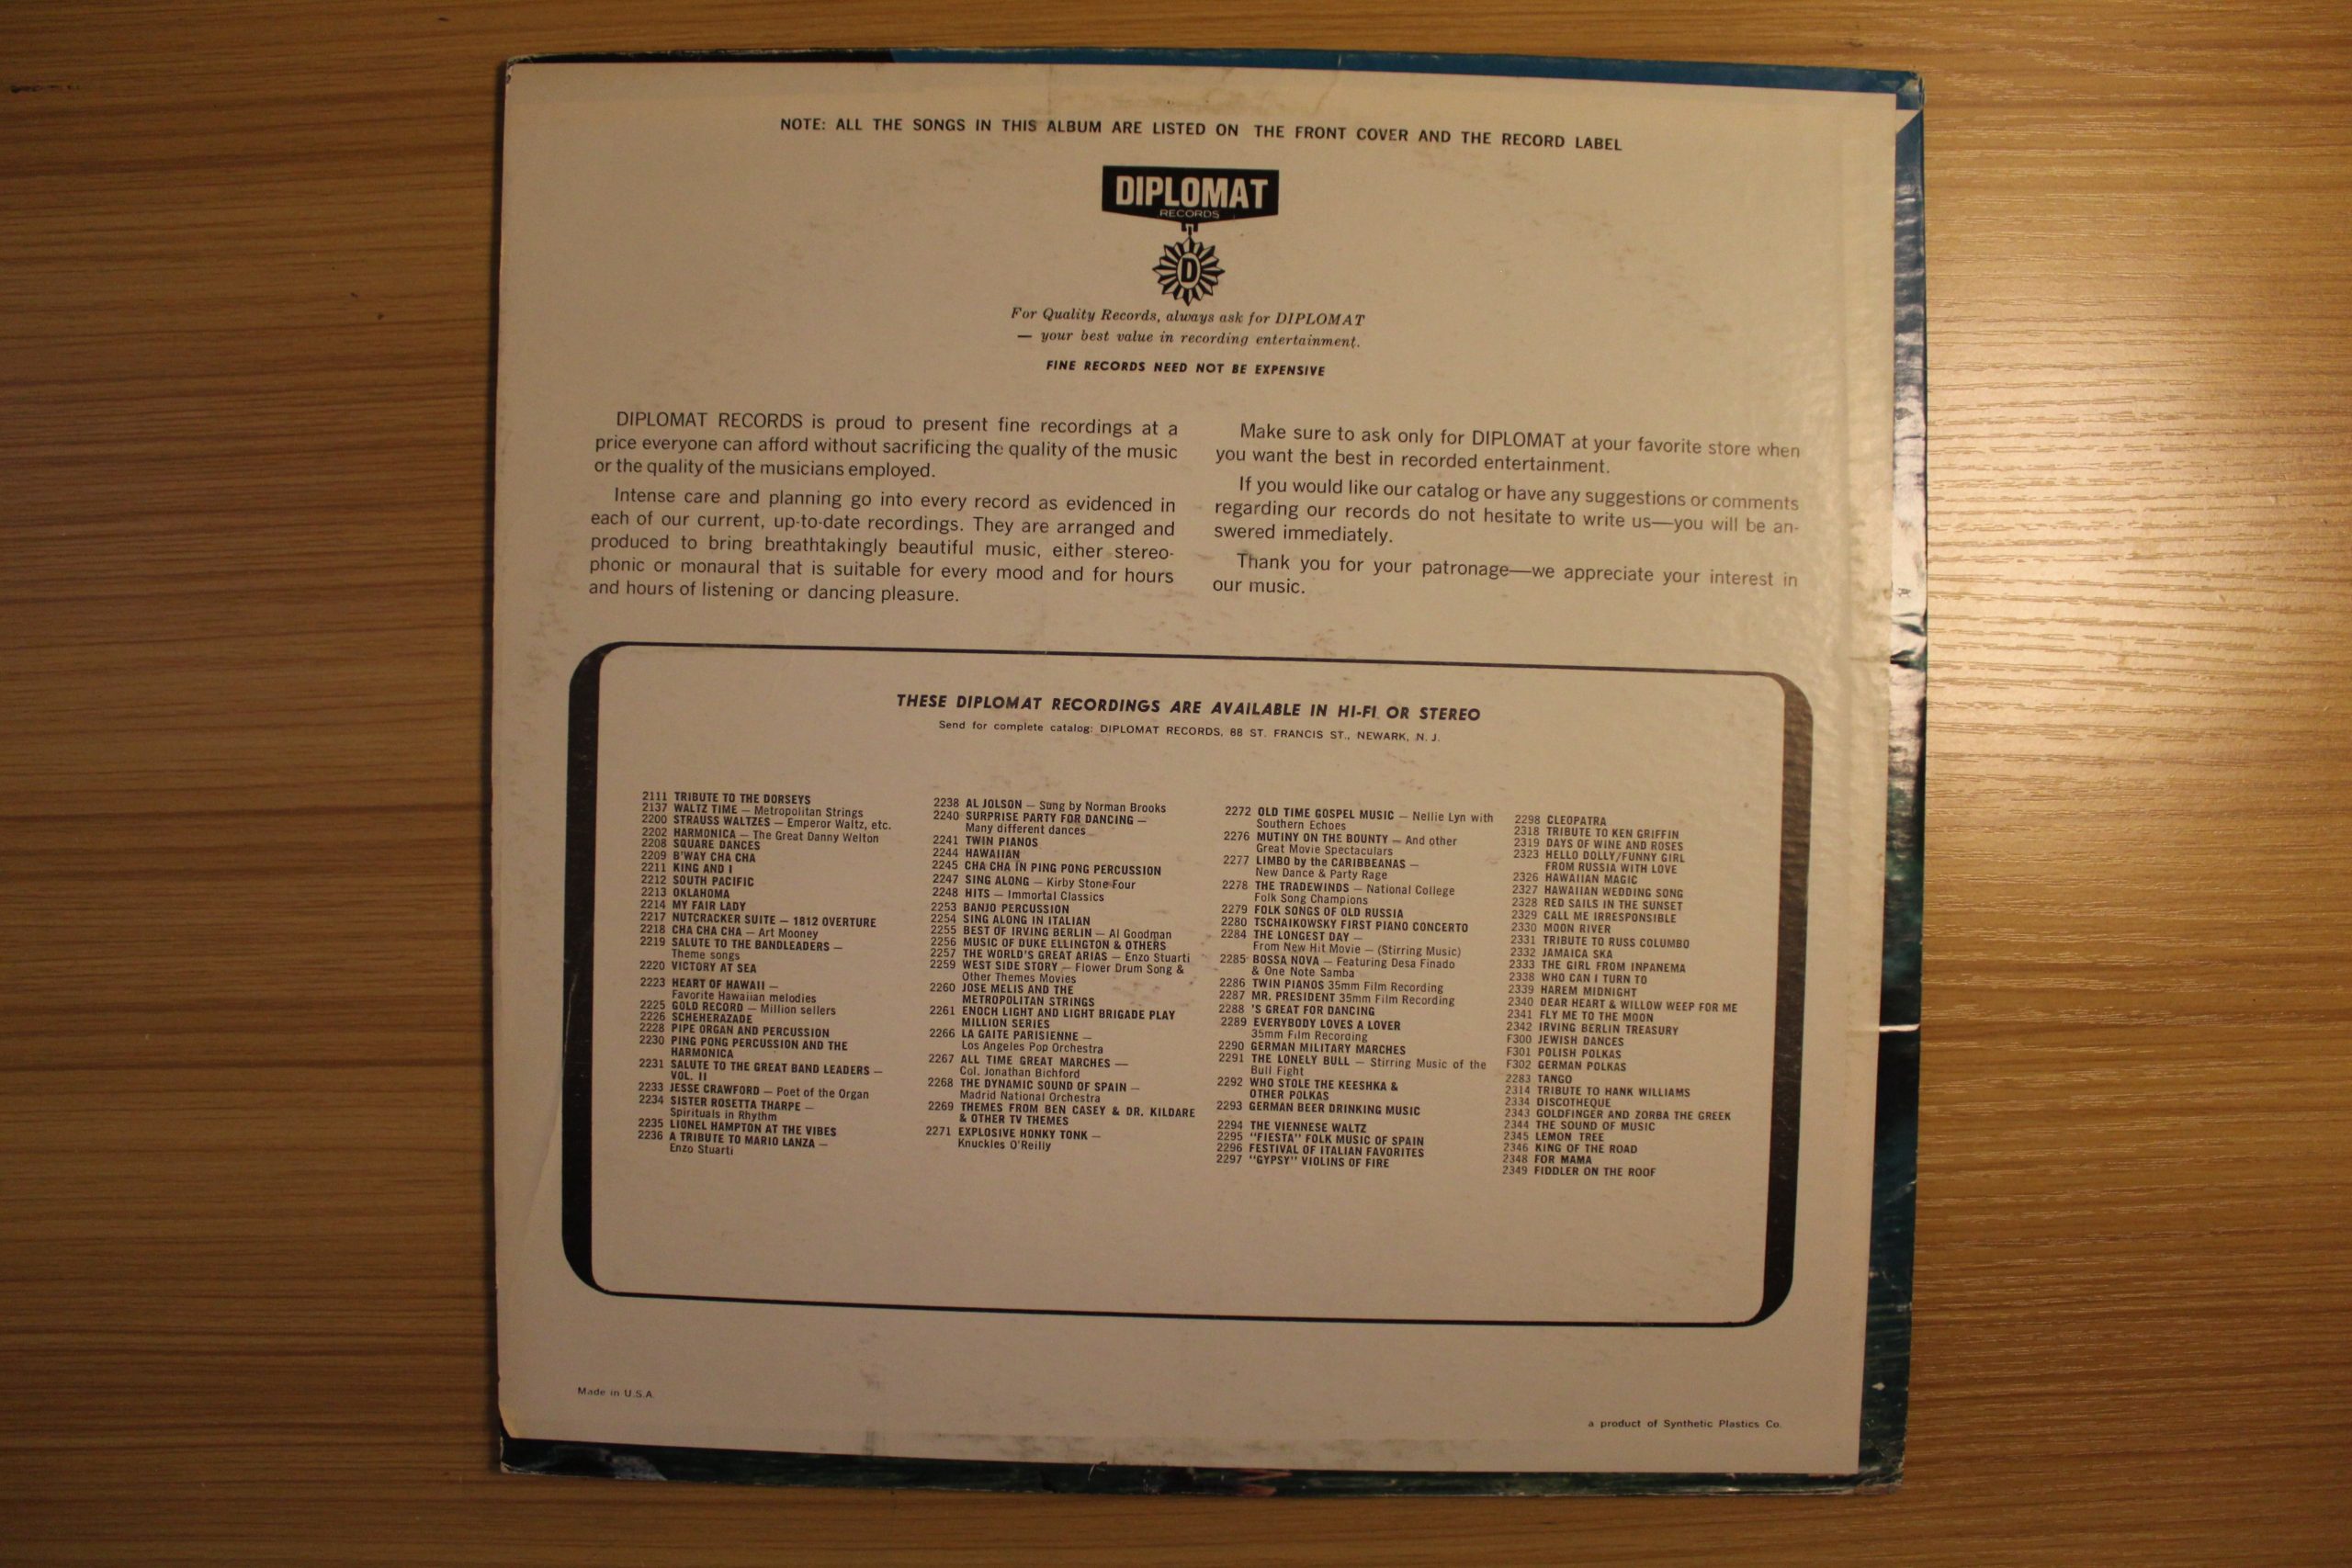 NOTE: ALL THE SONGS IN THIS ALBUM ARE LISTED ON THE FRONT COVER AND THE RECORD LABEL
DIPLOMAT
RECORDS
D
For Quality Records, always ask for DIPLOMAT
— your best value in recording entertainment.
FINE RECORDS NEED NOT BE EXPENSIVE
DIPLOMAT RECORDS is proud to present fine recordings at a
price everyone can afford without sacrificing the quality of the music
or the quality of the musicians employed.
Intense care and planning go into every record as evidenced in
each of our current, up-to-date recordings. They are arranged and
produced to bring breathtakingly beautiful music, either stereo-
phonic or monaural that is suitable for every mood and for hours
and hours of listening or dancing pleasure.
Make sure to ask only for DIPLOMAT at your favorite store when
you want the best in recorded entertainment.
If you would like our catalog or have any suggestions or comments
regarding our records do not hesitate to write us—you will be an-
swered immediately.
Thank you for your patronage—we appreciate your interest in
our music.
THESE DIPLOMAT RECORDINGS ARE AVAILABLE IN HI-FI OR STEREO
Send for complete catalog: DIPLOMAT RECORDS, 88 ST. FRANCIS ST., NEWARK, N. J.
2111 TRIBUTE TO THE DORSEYS
2137 WALTZ TIME — Metropolitan Strings
2200 STRAUSS WALTZES — Emperor Waltz, etc.
2202 HARMONICA — The Great Danny Welton
2208 SQUARE DANCES
2209 B'WAY CHA CHA
2211 KING AND I
2212 SOUTH PACIFIC
2213 OKLAHOMA
2214 MY FAIR LADY
2217 NUTCRACKER SUITE — 1812 OVERTURE
2218 CHA CHA CHA — Art Mooney
2219 SALUTE TO THE BANDLEADERS —
Theme songs
2220 VICTORY AT SEA
2223 HEART OF HAWAII —
Favorite Hawaiian melodies
2225 GOLD RECORD — Million sellers
2226 SCHEHERAZADE
2228 PIPE ORGAN AND PERCUSSION
2230 PING PONG PERCUSSION AND THE
HARMONICA
2231 SALUTE TO THE GREAT BAND LEADERS —
VOL. II
2233 JESSE CRAWFORD — Poet of the Organ
2234 SISTER ROSETTA THARPE —
Spirituals in Rhythm
2235 LIONEL HAMPTON AT THE VIBES
2236 A TRIBUTE TO MARIO LANZA —
Enzo Stuarti
2238 AL JOLSON — Sung by Norman Brooks
2240 SURPRISE PARTY FOR DANCING —
Many different dances
2241 TWIN PIANOS
2244 HAWAIIAN
2245 CHA CHA IN PING PONG PERCUSSION
2247 SING ALONG — Kirby Stone Four
2248 HITS — Immortal Classics
2253 BANJO PERCUSSION
2254 SING ALONG IN ITALIAN
2255 BEST OF IRVING BERLIN — Al Goodman
2256 MUSIC OF DUKE ELLINGTON & OTHERS
2257 THE WORLD'S GREAT ARIAS — Enzo Stuarti
2259 WEST SIDE STORY — Flower Drum Song &
Other Themes Movies
2260 JOSE MELIS AND THE
METROPOLITAN STRINGS
2261 ENOCH LIGHT AND LIGHT BRIGADE PLAY
MILLION SERIES
2266 LA GAITE PARISIENNE —
Los Angeles Pop Orchestra
2267 ALL TIME GREAT MARCHES —
Col. Jonathan Bichford
2268 THE DYNAMIC SOUND OF SPAIN —
Madrid National Orchestra
2269 THEMES FROM BEN CASEY & DR. KILDARE
& OTHER TV THEMES
2271 EXPLOSIVE HONKY TONK —
Knuckles O'Reilly
2272 OLD TIME GOSPEL MUSIC — Nellie Lyn with
Southern Echoes
2276 MUTINY ON THE BOUNTY — And other
Great Movie Spectaculars
2277 LIMBO by the CARIBBEANAS —
New Dance & Party Rage
2278 THE TRADEWINDS — National College
Folk Song Champions
2279 FOLK SONGS OF OLD RUSSIA
2280 TSCHAIKOWSKY FIRST PIANO CONCERTO
2284 THE LONGEST DAY —
From New Hit Movie — (Stirring Music)
2285 BOSSA NOVA — Featuring Desa Finado
& One Note Samba
2286 TWIN PIANOS 35mm Film Recording
2287 MR. PRESIDENT 35mm Film Recording
2288 'S GREAT FOR DANCING
2289 EVERYBODY LOVES A LOVER
35mm Film Recording
2290 GERMAN MILITARY MARCHES
2291 THE LONELY BULL — Stirring Music of the
Bull Fight
2292 WHO STOLE THE KEESHKA &
OTHER POLKAS
2293 GERMAN BEER DRINKING MUSIC
2294 THE VIENNESE WALTZ
2295 "FIESTA" FOLK MUSIC OF SPAIN
2296 FESTIVAL OF ITALIAN FAVORITES
2297 "GYPSY" VIOLINS OF FIRE
2298 CLEOPATRA
2318 TRIBUTE TO KEN GRIFFIN
2319 DAYS OF WINE AND ROSES
2323 HELLO DOLLY/FUNNY GIRL
FROM RUSSIA WITH LOVE
2326 HAWAIIAN MAGIC
2327 HAWAIIAN WEDDING SONG
2328 RED SAILS IN THE SUNSET
2329 CALL ME IRRESPONSIBLE
2330 MOON RIVER
2331 TRIBUTE TO RUSS COLUMBO
2332 JAMAICA SKA
2333 THE GIRL FROM INPANEMA
2338 WHO CAN I TURN TO
2339 HAREM MIDNIGHT
2340 DEAR HEART & WILLOW WEEP FOR ME
2341 FLY ME TO THE MOON
2342 IRVING BERLIN TREASURY
F300 JEWISH DANCES
F301 POLISH POLKAS
F302 GERMAN POLKAS
2283 TANGO
2314 TRIBUTE TO HANK WILLIAMS
2334 DISCOTHEQUE
2343 GOLDFINGER AND ZORBA THE GREEK
2344 THE SOUND OF MUSIC
2345 LEMON TREE
2346 KING OF THE ROAD
2348 FOR MAMA
2349 FIDDLER ON THE ROOF
Made in U.S.A.
a product of Synthetic Plastics Co.